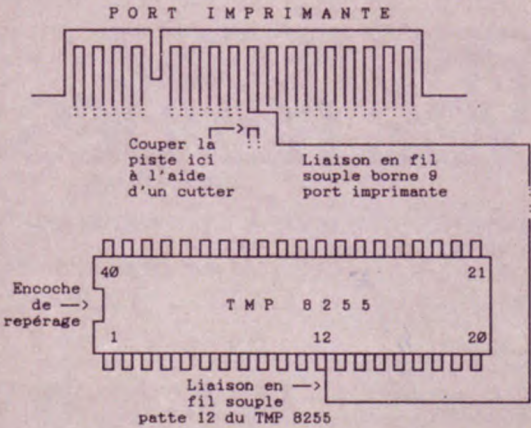 PORT IMPRIMANTE
Couper la
piste ici
à l'aide
d'un cutter
Liaison en fil
souple borne 9
port imprimante
40
21
Encoche
de
repérage
TMP 8255
1
12
20
Liaison en
fil souple
patte 12 du TMP 8255